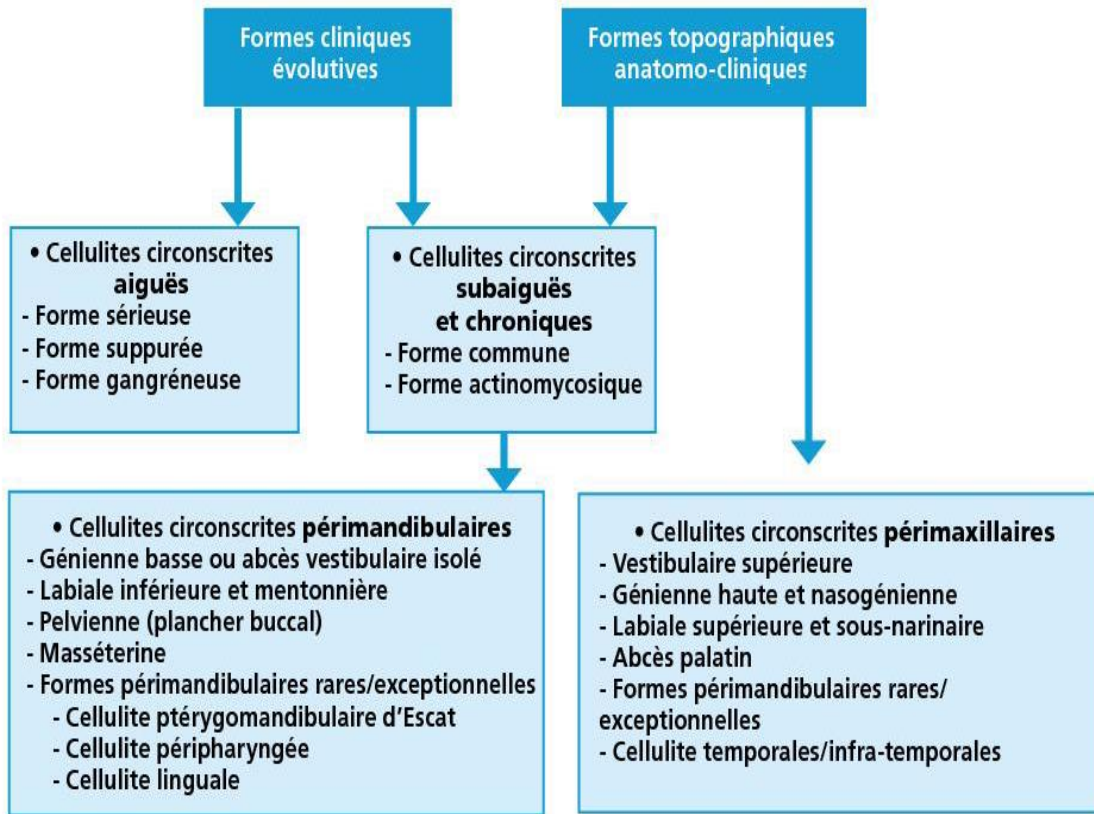 Formes cliniques
évolutives
Formes topographiques
anatomo-cliniques
• Cellulites circonscrites
aiguës
- Forme sérieuse
- Forme suppurée
- Forme gangréneuse
• Cellulites circonscrites
subaiguës
et chroniques
- Forme commune
- Forme actinomycosique
• Cellulites circonscrites périmandibulaires
- Génienne basse ou abcès vestibulaire isolé
- Labiale inférieure et mentonnière
- Pelvienne (plancher buccal)
- Masséterine
- Formes périmandibulaires rares/exceptionnelles
- Cellulite ptérygomandibulaire d'Escat
- Cellulite péripharyngée
- Cellulite linguale
• Cellulites circonscrites périmaxillaires
- Vestibulaire supérieure
- Génienne haute et nasogénienne
- Labiale supérieure et sous-narinaire
- Abcès palatin
- Formes périmandibulaires rares/
exceptionnelles
- Cellulite temporales/infra-temporales